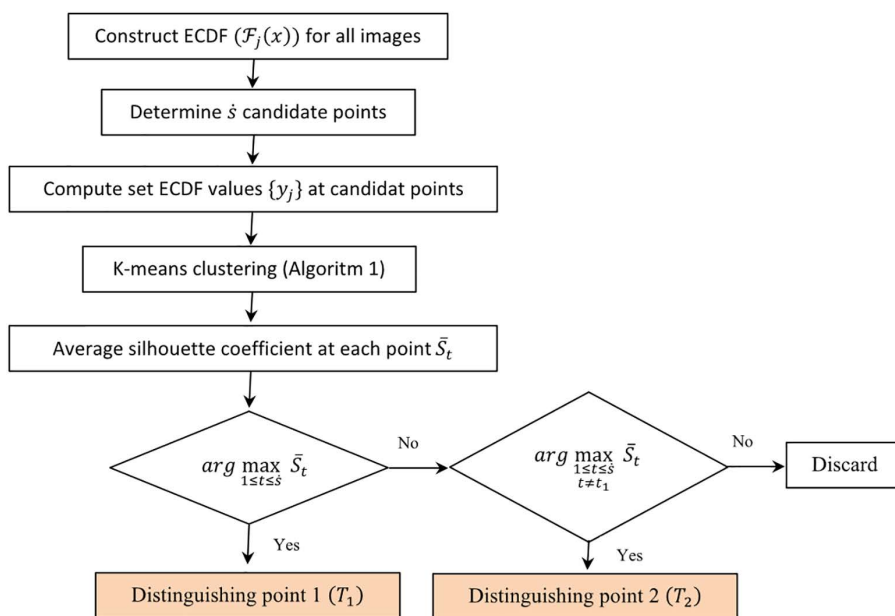 Construct ECDF (ℱⱼ(x)) for all images
Determine ṡ candidate points
Compute set ECDF values {yⱼ} at candidat points
K-means clustering (Algoritm 1)
Average silhouette coefficient at each point S̄ₜ
arg max S̄ₜ
1≤t≤ṡ
No
arg max S̄ₜ
1≤t≤ṡ
t≠t₁
No
Discard
Yes
Yes
Distinguishing point 1 (T₁)
Distinguishing point 2 (T₂)